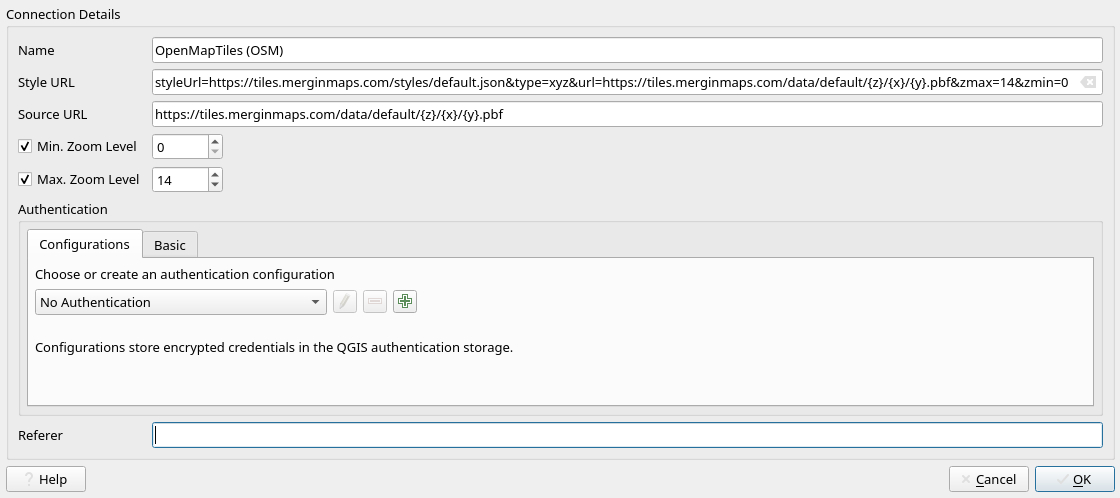 Connection Details
Name OpenMapTiles (OSM)
Style URL styleUrl=https://tiles.merginmaps.com/styles/default.json&type=xyz&url=https://tiles.merginmaps.com/data/default/{z}/{x}/{y}.pbf&zmax=14&zmin=0
Source URL https://tiles.merginmaps.com/data/default/{z}/{x}/{y}.pbf
Min. Zoom Level 0
Max. Zoom Level 14
Authentication
Configurations Basic
Choose or create an authentication configuration
No Authentication
Configurations store encrypted credentials in the QGIS authentication storage.
Referer
Help Cancel OK